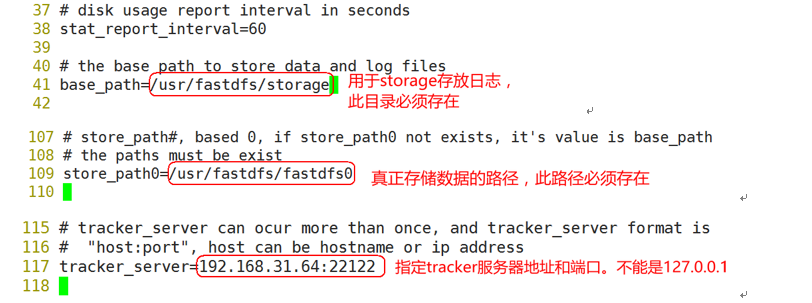 37 # disk usage report interval in seconds
38 stat_report_interval=60
39
40 # the base path to store data and log files
41 base_path=/usr/fastdfs/storage 用于storage存放日志，
此目录必须存在
42
107 # store_path#, based 0, if store_path0 not exists, it's value is base_path
108 # the paths must be exist
109 store_path0=/usr/fastdfs/fastdfs0 真正存储数据的路径，此路径必须存在
110
115 # tracker_server can ocur more than once, and tracker_server format is
116 #  "host:port", host can be hostname or ip address
117 tracker_server=192.168.31.64:22122 指定tracker服务器地址和端口。不能是127.0.0.1
118